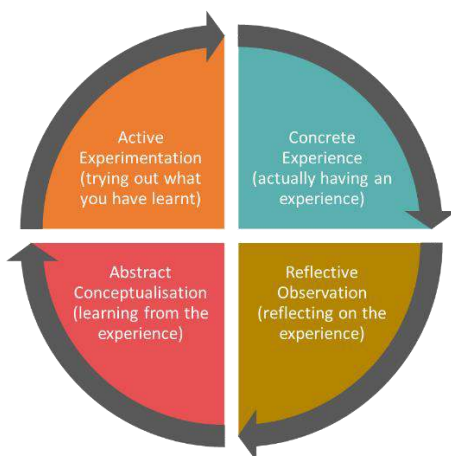 Active
Experimentation
(trying out what
you have learnt)
Concrete
Experience
(actually having an
experience)
Abstract
Conceptualisation
(learning from the
experience)
Reflective
Observation
(reflecting on the
experience)